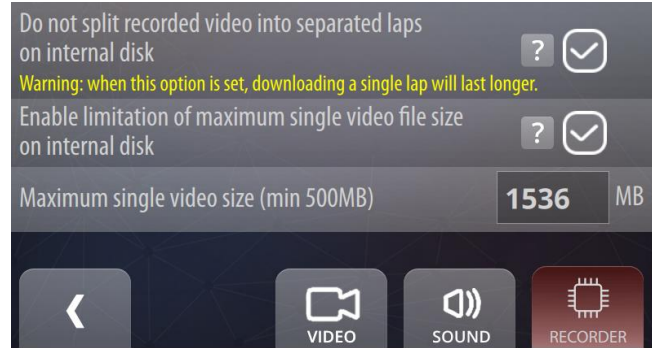 Do not split recorded video into separated laps
on internal disk
?
Warning: when this option is set, downloading a single lap will last longer.
Enable limitation of maximum single video file size
on internal disk
?
Maximum single video size (min 500MB)
1536 MB
VIDEO
SOUND
RECORDER